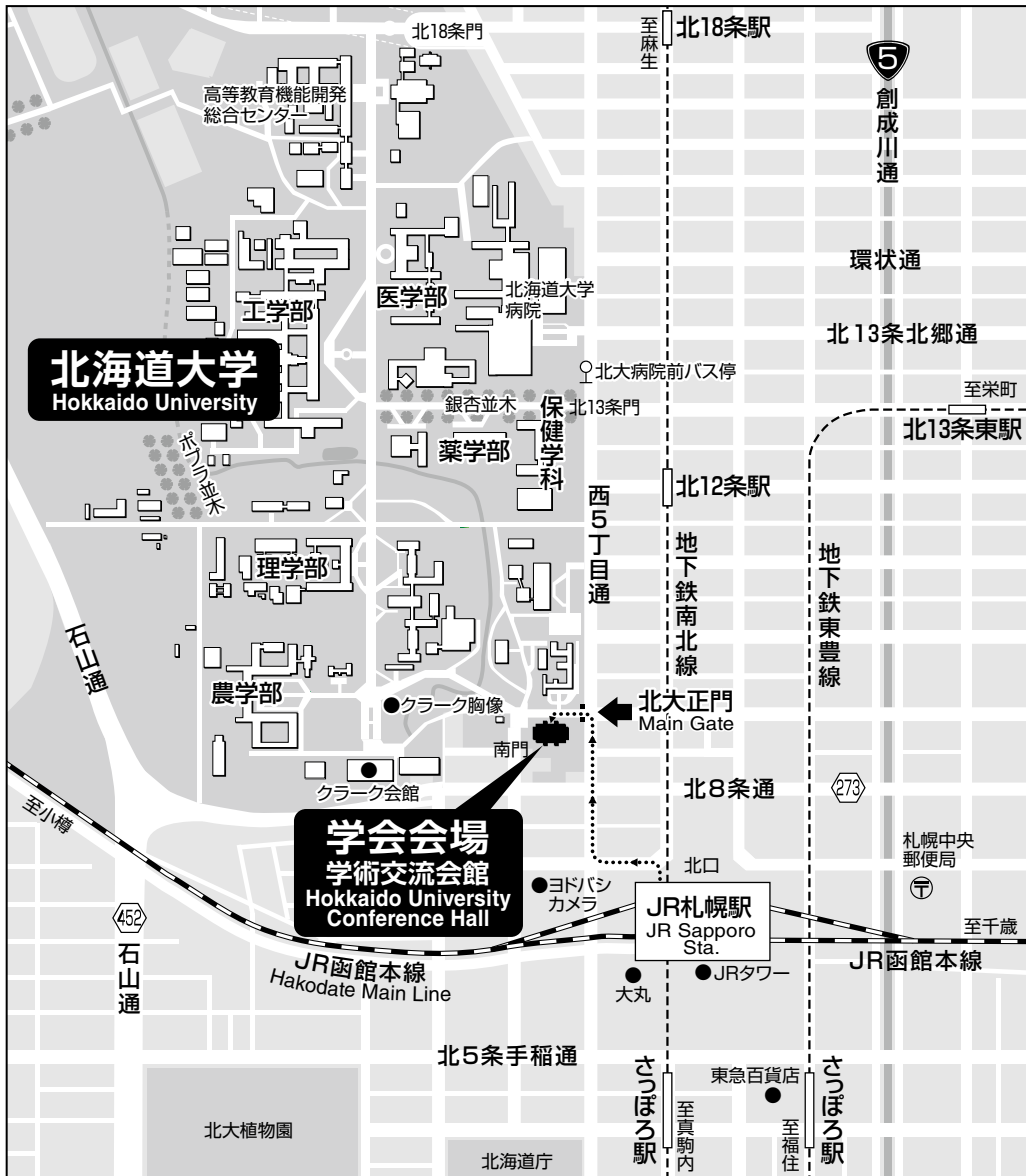 北18条門
至麻生
北18条駅
5
創成川通
高等教育機能開発
総合センター
環状通
工学部
医学部
北海道大学
病院
北13条北郷通
北海道大学
Hokkaido University
北大病院前バス停
至栄町
銀杏並木
保健学科
北13条門
北13条東駅
ポプラ並木
薬学部
西5丁目通
北12条駅
地下鉄南北線
地下鉄東豊線
理学部
石山通
農学部
クラーク胸像
北大正門
Main Gate
南門
クラーク会館
北8条通
273
至小樽
学会会場
学術交流会館
Hokkaido University
Conference Hall
札幌中央
郵便局
〒
北口
ヨドバシ
カメラ
JR札幌駅
JR Sapporo
Sta.
452
石山通
至千歳
JR函館本線
Hakodate Main Line
JR函館本線
大丸
JRタワー
北5条手稲通
さっぽろ駅
東急百貨店
さっぽろ駅
至真駒内
至福住
北大植物園
北海道庁